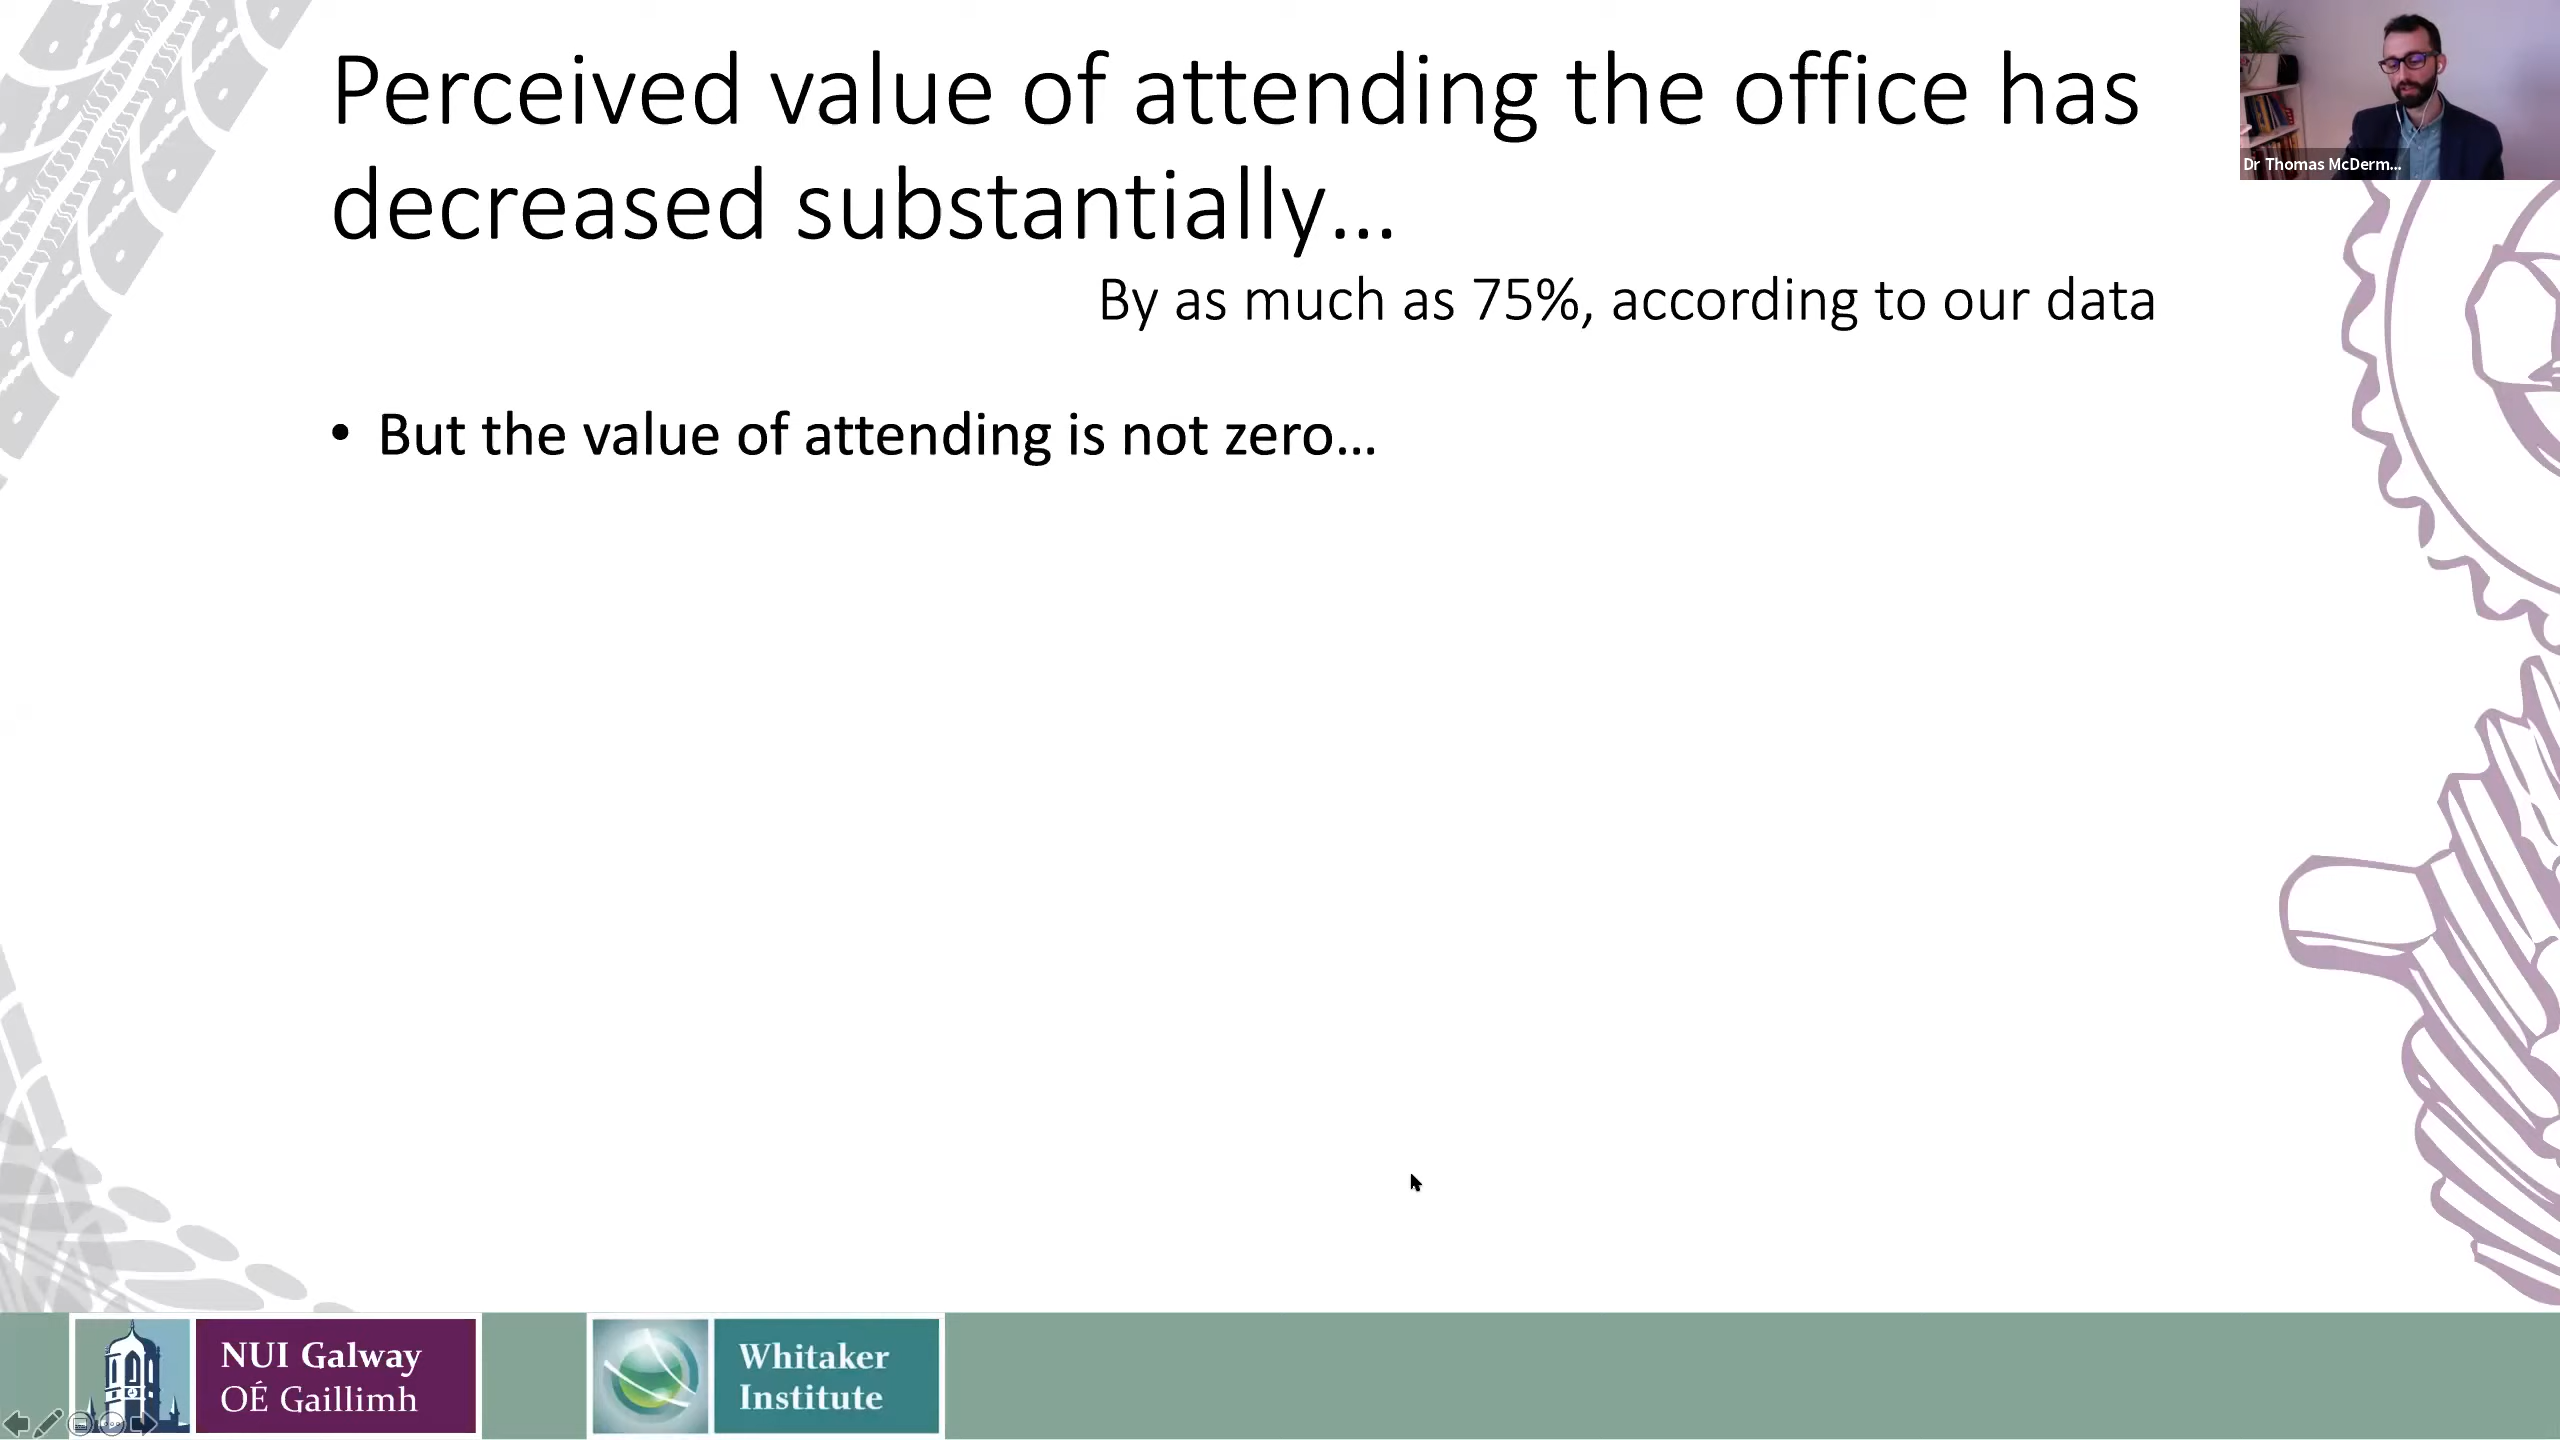 Perceived value of attending the office has
decreased substantially…
By as much as 75%, according to our data
• But the value of attending is not zero…
Dr Thomas McDerm...
NUI Galway
OÉ Gaillimh
Whitaker
Institute